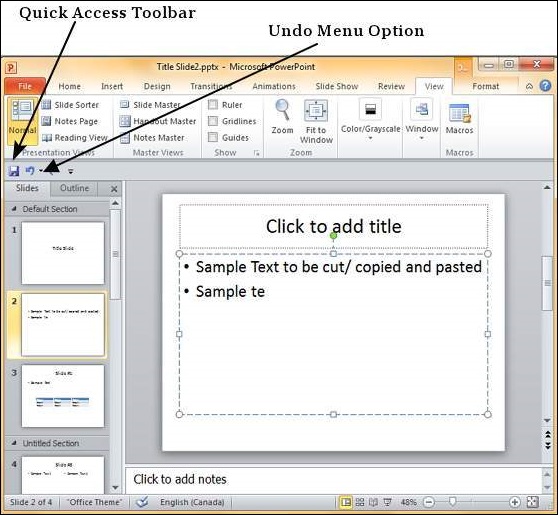 Quick Access Toolbar
Undo Menu Option
Title Slide2.pptx - Microsoft PowerPoint
File Home Insert Design Transitions Animations Slide Show Review View Format
Normal
Slide Sorter
Notes Page
Reading View
Presentation Views
Slide Master
Handout Master
Notes Master
Master Views
Ruler
Gridlines
Guides
Show
Zoom
Fit to
Window
Zoom
Color/Grayscale
Window
Macros
Macros
Slides Outline
Default Section
1
Title Slide
2
Sample Text to be cut/ copied and pasted
Sample te
3
Slide #2
Sample Text
Untitled Section
4
Sample Text Sample Text
Click to add title
• Sample Text to be cut/ copied and pasted
• Sample te
Click to add notes
Slide 2 of 4 "Office Theme" English (Canada) 48%